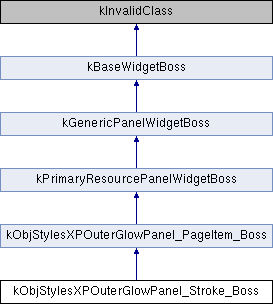 kInvalidClass
kBaseWidgetBoss
kGenericPanelWidgetBoss
kPrimaryResourcePanelWidgetBoss
kObjStylesXPOuterGlowPanel_PageItem_Boss
kObjStylesXPOuterGlowPanel_Stroke_Boss